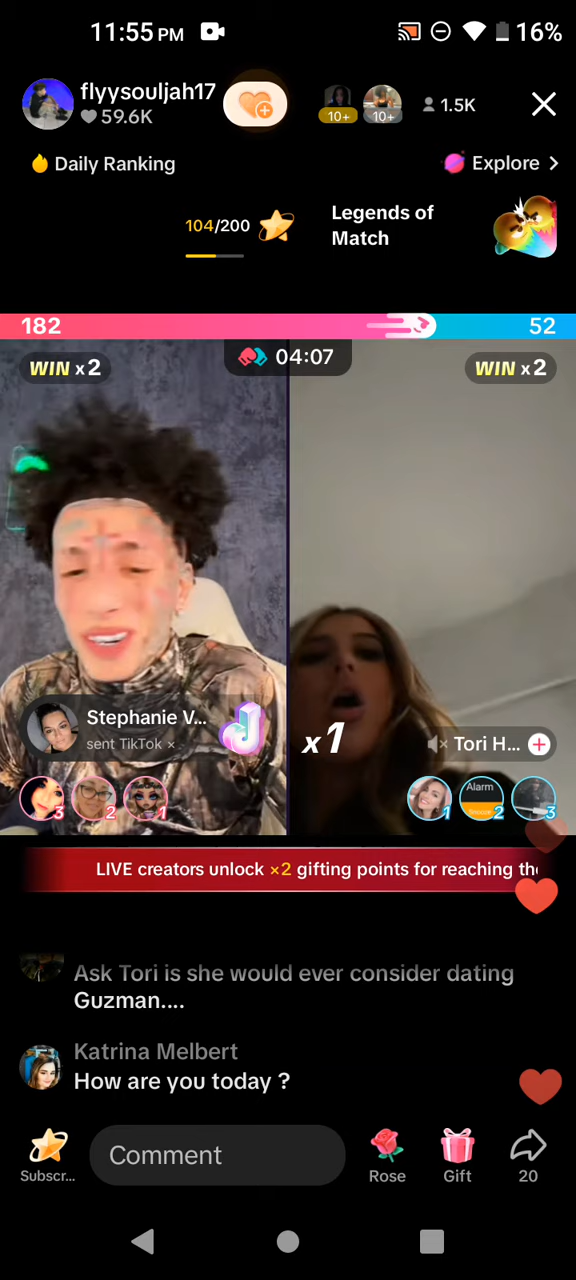 11:55 PM
16%
flyysouljah17
59.6K
10+
10+
1.5K
Daily Ranking
Explore >
104/200
Legends of
Match
182
52
WIN x2
04:07
WIN x2
Stephanie V...
sent TikTok ×
x1
Tori H...
3
2
1
1
Alarm
2
3
LIVE creators unlock ×2 gifting points for reaching the
Ask Tori is she would ever consider dating
Guzman....
Katrina Melbert
How are you today ?
Subscr...
Comment
Rose
Gift
20